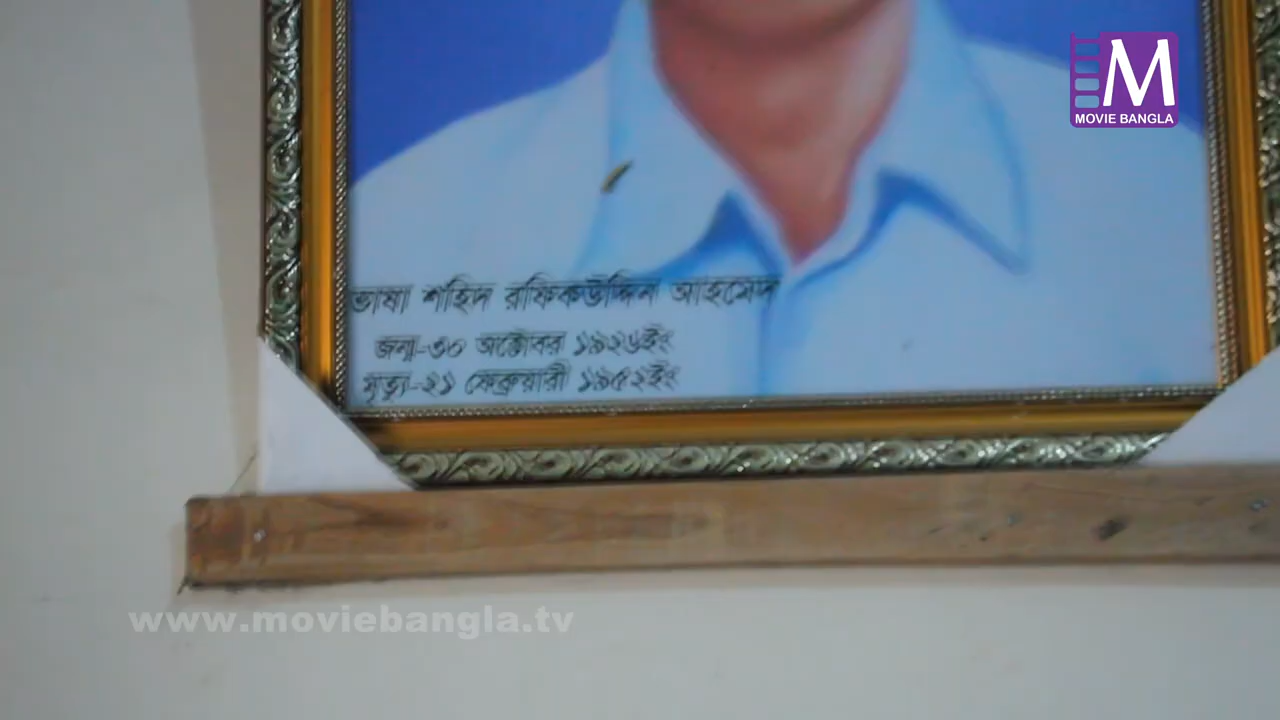 M
MOVIE BANGLA
ভাষা শহিদ রফিকউদ্দিন আহমেদ
জন্ম-৩০ অক্টোবর ১৯২৬ইং
মৃত্যু-২১ ফেব্রুয়ারী ১৯৫২ইং
www.moviebangla.tv